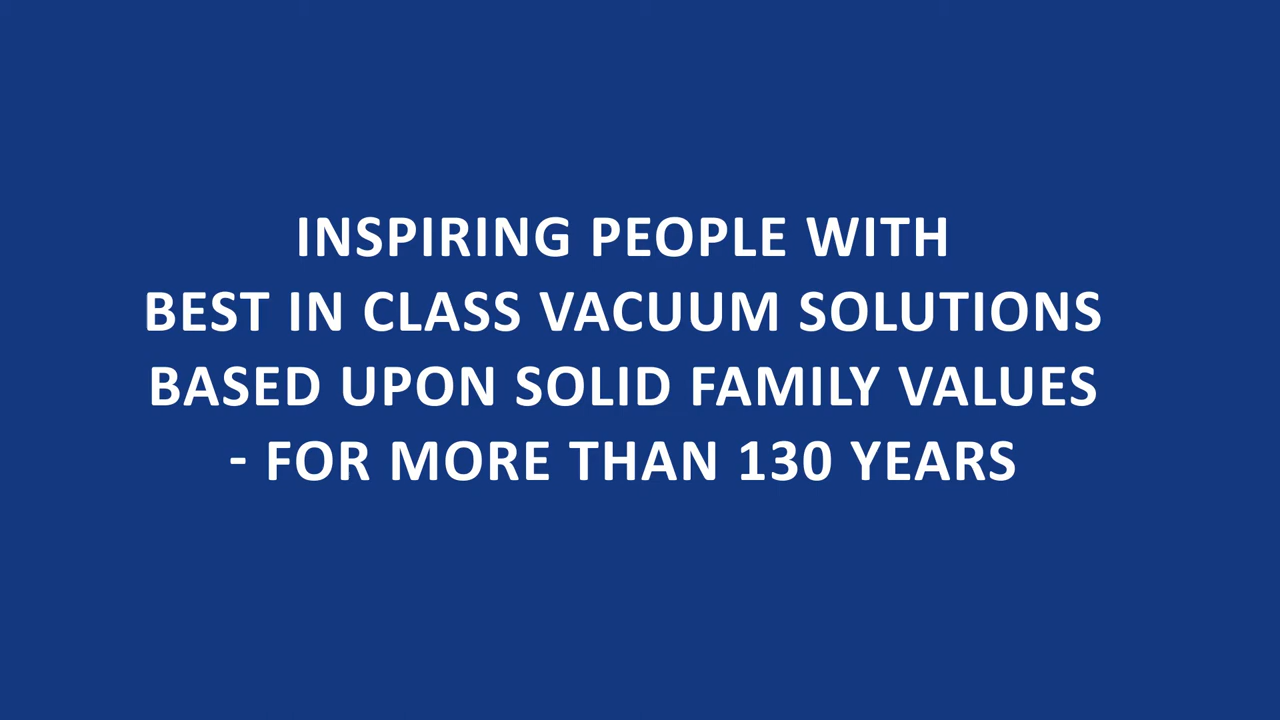 INSPIRING PEOPLE WITH
BEST IN CLASS VACUUM SOLUTIONS
BASED UPON SOLID FAMILY VALUES
- FOR MORE THAN 130 YEARS